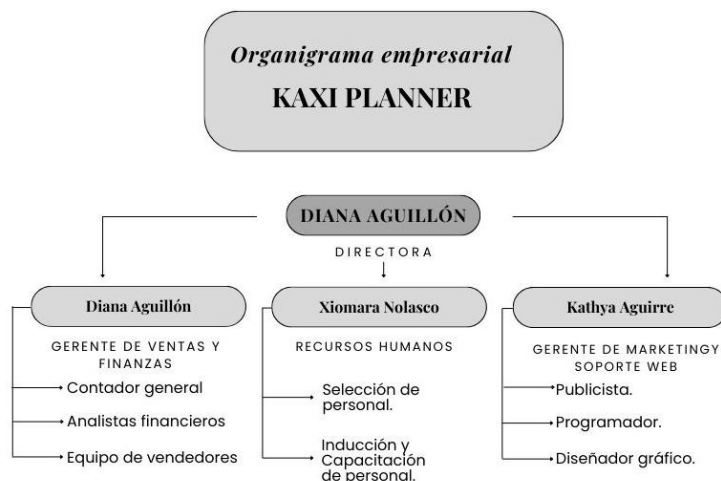 Organigrama empresarial
KAXI PLANNER
DIANA AGUILLÓN
DIRECTORA
Diana Aguillón
GERENTE DE VENTAS Y
FINANZAS
Contador general
Analistas financieros
Equipo de vendedores
Xiomara Nolasco
RECURSOS HUMANOS
Selección de
personal.
Inducción y
Capacitación
de personal.
Kathya Aguirre
GERENTE DE MARKETINGY
SOPORTE WEB
Publicista.
Programador.
Diseñador gráfico.